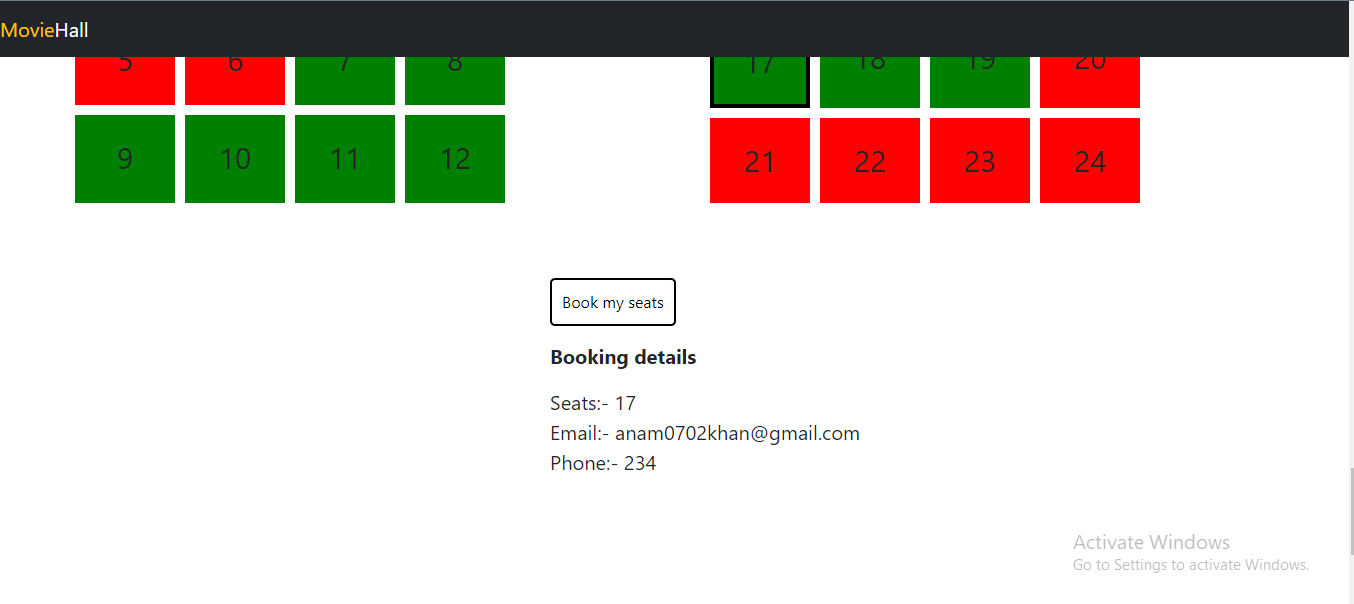 MovieHall
5 6 7 8 17 18 19 20
9 10 11 12 21 22 23 24
Book my seats
Booking details
Seats:- 17
Email:- anam0702khan@gmail.com
Phone:- 234
Activate Windows
Go to Settings to activate Windows.